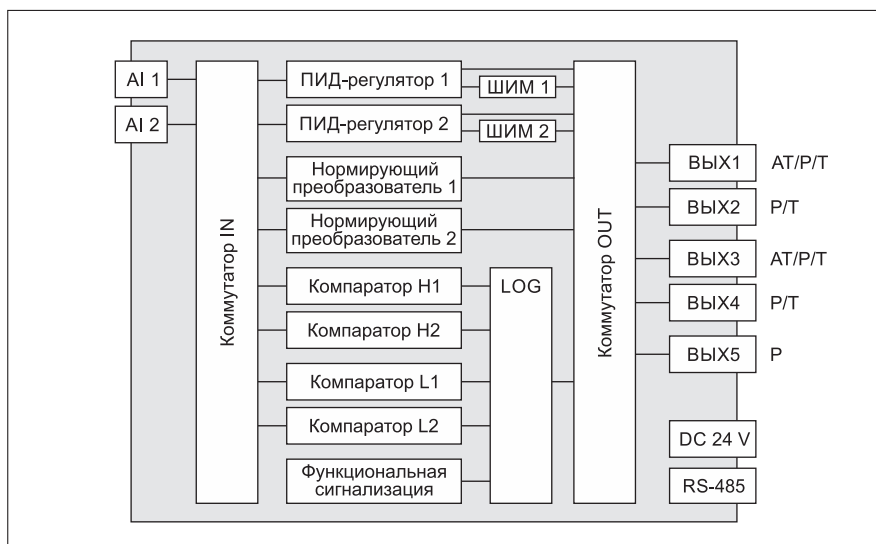 AI 1
AI 2
Коммутатор IN
ПИД-регулятор 1
ШИМ 1
ПИД-регулятор 2
ШИМ 2
Нормирующий
преобразователь 1
Нормирующий
преобразователь 2
Компаратор H1
Компаратор H2
Компаратор L1
Компаратор L2
Функциональная
сигнализация
LOG
Коммутатор OUT
ВЫХ1 АТ/Р/Т
ВЫХ2 Р/Т
ВЫХ3 АТ/Р/Т
ВЫХ4 Р/Т
ВЫХ5 Р
DC 24 V
RS-485